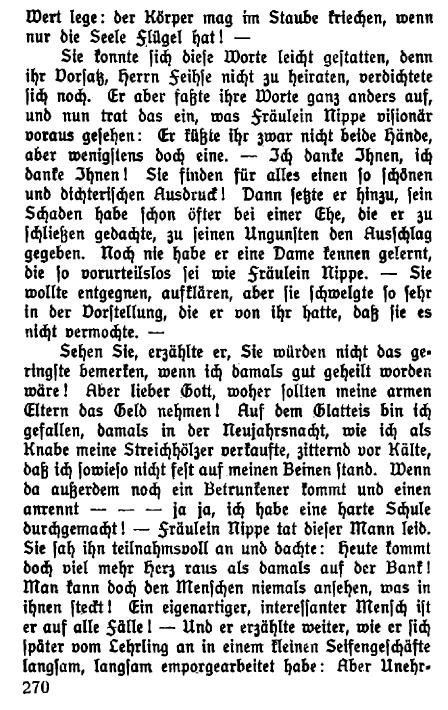 Wert lege: der Körper mag im Staube kriechen, wenn
nur die Seele Flügel hat! —
Sie konnte sich diese Worte leicht gestatten, denn
ihr Vorsatz, Herrn Feihse nicht zu heiraten, verdichtete
sich noch. Er aber faßte ihre Worte ganz anders auf,
und nun trat das ein, was Fräulein Nippe visionär
voraus gesehen: Er küßte ihr zwar nicht beide Hände,
aber wenigstens doch eine. — Ich danke Ihnen, ich
danke Ihnen! Sie finden für alles einen so schönen
und dichterischen Ausdruck! Dann setzte er hinzu, sein
Schaden habe schon öfter bei einer Ehe, die er zu
schließen gedachte, zu seinen Ungunsten den Ausschlag
gegeben. Noch nie habe er eine Dame kennen gelernt,
die so vorurteilslos sei wie Fräulein Nippe. — Sie
wollte entgegnen, aufklären, aber sie schwelgte so sehr
in der Vorstellung, die er von ihr hatte, daß sie es
nicht vermochte. —
Sehen Sie, erzählte er, Sie würden nicht das ge-
ringste bemerken, wenn ich damals gut geheilt worden
wäre! Aber lieber Gott, woher sollten meine armen
Eltern das Geld nehmen! Auf dem Glatteis bin ich
gefallen, damals in der Neujahrsnacht, wie ich als
Knabe meine Streichhölzer verkaufte, zitternd vor Kälte,
daß ich sowieso nicht fest auf meinen Beinen stand. Wenn
da außerdem noch ein Betrunkener kommt und einen
anrennt — — — ja ja, ich habe eine harte Schule
durchgemacht! — Fräulein Nippe tat dieser Mann leid.
Sie sah ihn teilnahmsvoll an und dachte: Heute kommt
doch viel mehr Herz raus als damals auf der Bank!
Man kann doch den Menschen niemals ansehen, was in
ihnen steckt! Ein eigenartiger, interessanter Mensch ist
er auf alle Fälle! — Und er erzählte weiter, wie er sich
später vom Lehrling an in einem kleinen Seifengeschäfte
langsam, langsam emporgearbeitet habe: Aber Unehr-
270